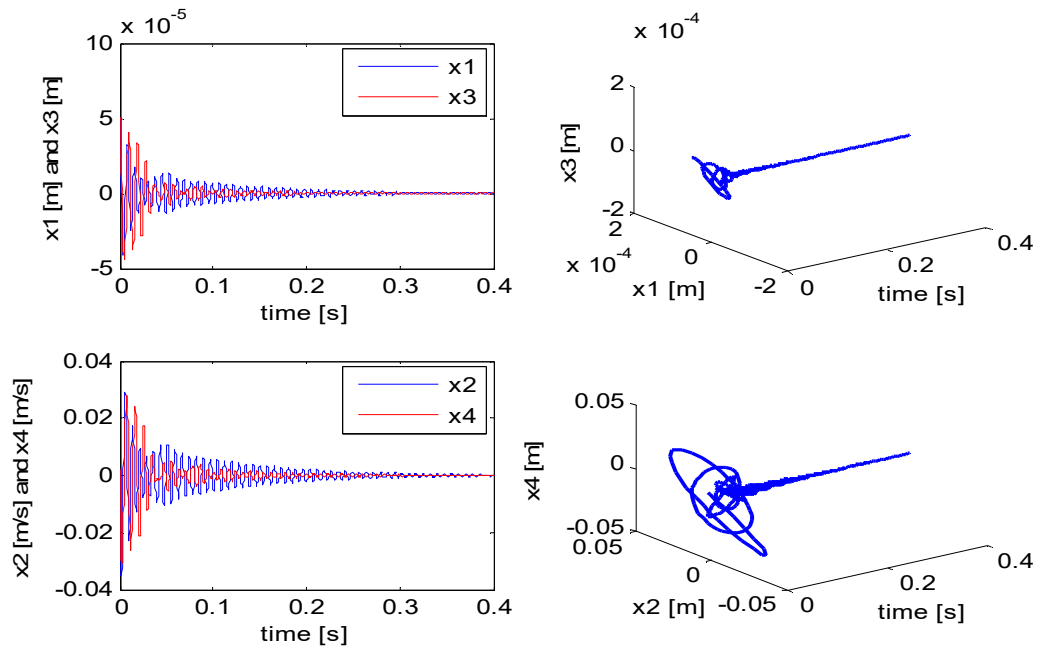 x 10^-5
10
5
0
-5
x1 [m] and x3 [m]
x1
x3
0 0.1 0.2 0.3 0.4
time [s]
x 10^-4
2
0
-2
x3 [m]
2
0
-2
x 10^-4
x1 [m]
0
0.2
0.4
time [s]
0.04
0.02
0
-0.02
-0.04
x2 [m/s] and x4 [m/s]
x2
x4
0 0.1 0.2 0.3 0.4
time [s]
0.05
0
-0.05
x4 [m]
0.05
0
-0.05
x2 [m]
0
0.2
0.4
time [s]